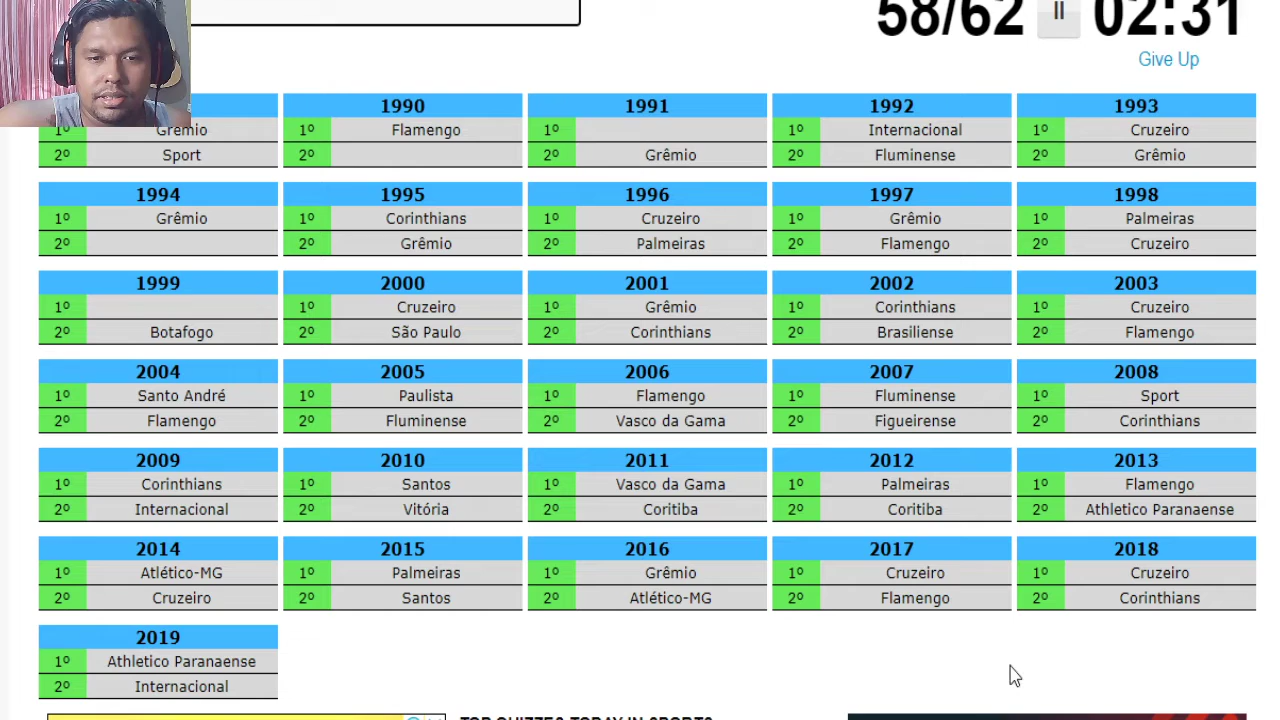 58/62 II 02:31
Give Up
1990 1991 1992 1993
1º Grêmio 1º Flamengo 1º 1º Internacional 1º Cruzeiro
2º Sport 2º 2º Grêmio 2º Fluminense 2º Grêmio
1994 1995 1996 1997 1998
1º Grêmio 1º Corinthians 1º Cruzeiro 1º Grêmio 1º Palmeiras
2º 2º Grêmio 2º Palmeiras 2º Flamengo 2º Cruzeiro
1999 2000 2001 2002 2003
1º 1º Cruzeiro 1º Grêmio 1º Corinthians 1º Cruzeiro
2º Botafogo 2º São Paulo 2º Corinthians 2º Brasiliense 2º Flamengo
2004 2005 2006 2007 2008
1º Santo André 1º Paulista 1º Flamengo 1º Fluminense 1º Sport
2º Flamengo 2º Fluminense 2º Vasco da Gama 2º Figueirense 2º Corinthians
2009 2010 2011 2012 2013
1º Corinthians 1º Santos 1º Vasco da Gama 1º Palmeiras 1º Flamengo
2º Internacional 2º Vitória 2º Coritiba 2º Coritiba 2º Athletico Paranaense
2014 2015 2016 2017 2018
1º Atlético-MG 1º Palmeiras 1º Grêmio 1º Cruzeiro 1º Cruzeiro
2º Cruzeiro 2º Santos 2º Atlético-MG 2º Flamengo 2º Corinthians
2019
1º Athletico Paranaense
2º Internacional
TOP QUIZZES TODAY IN SPORTS